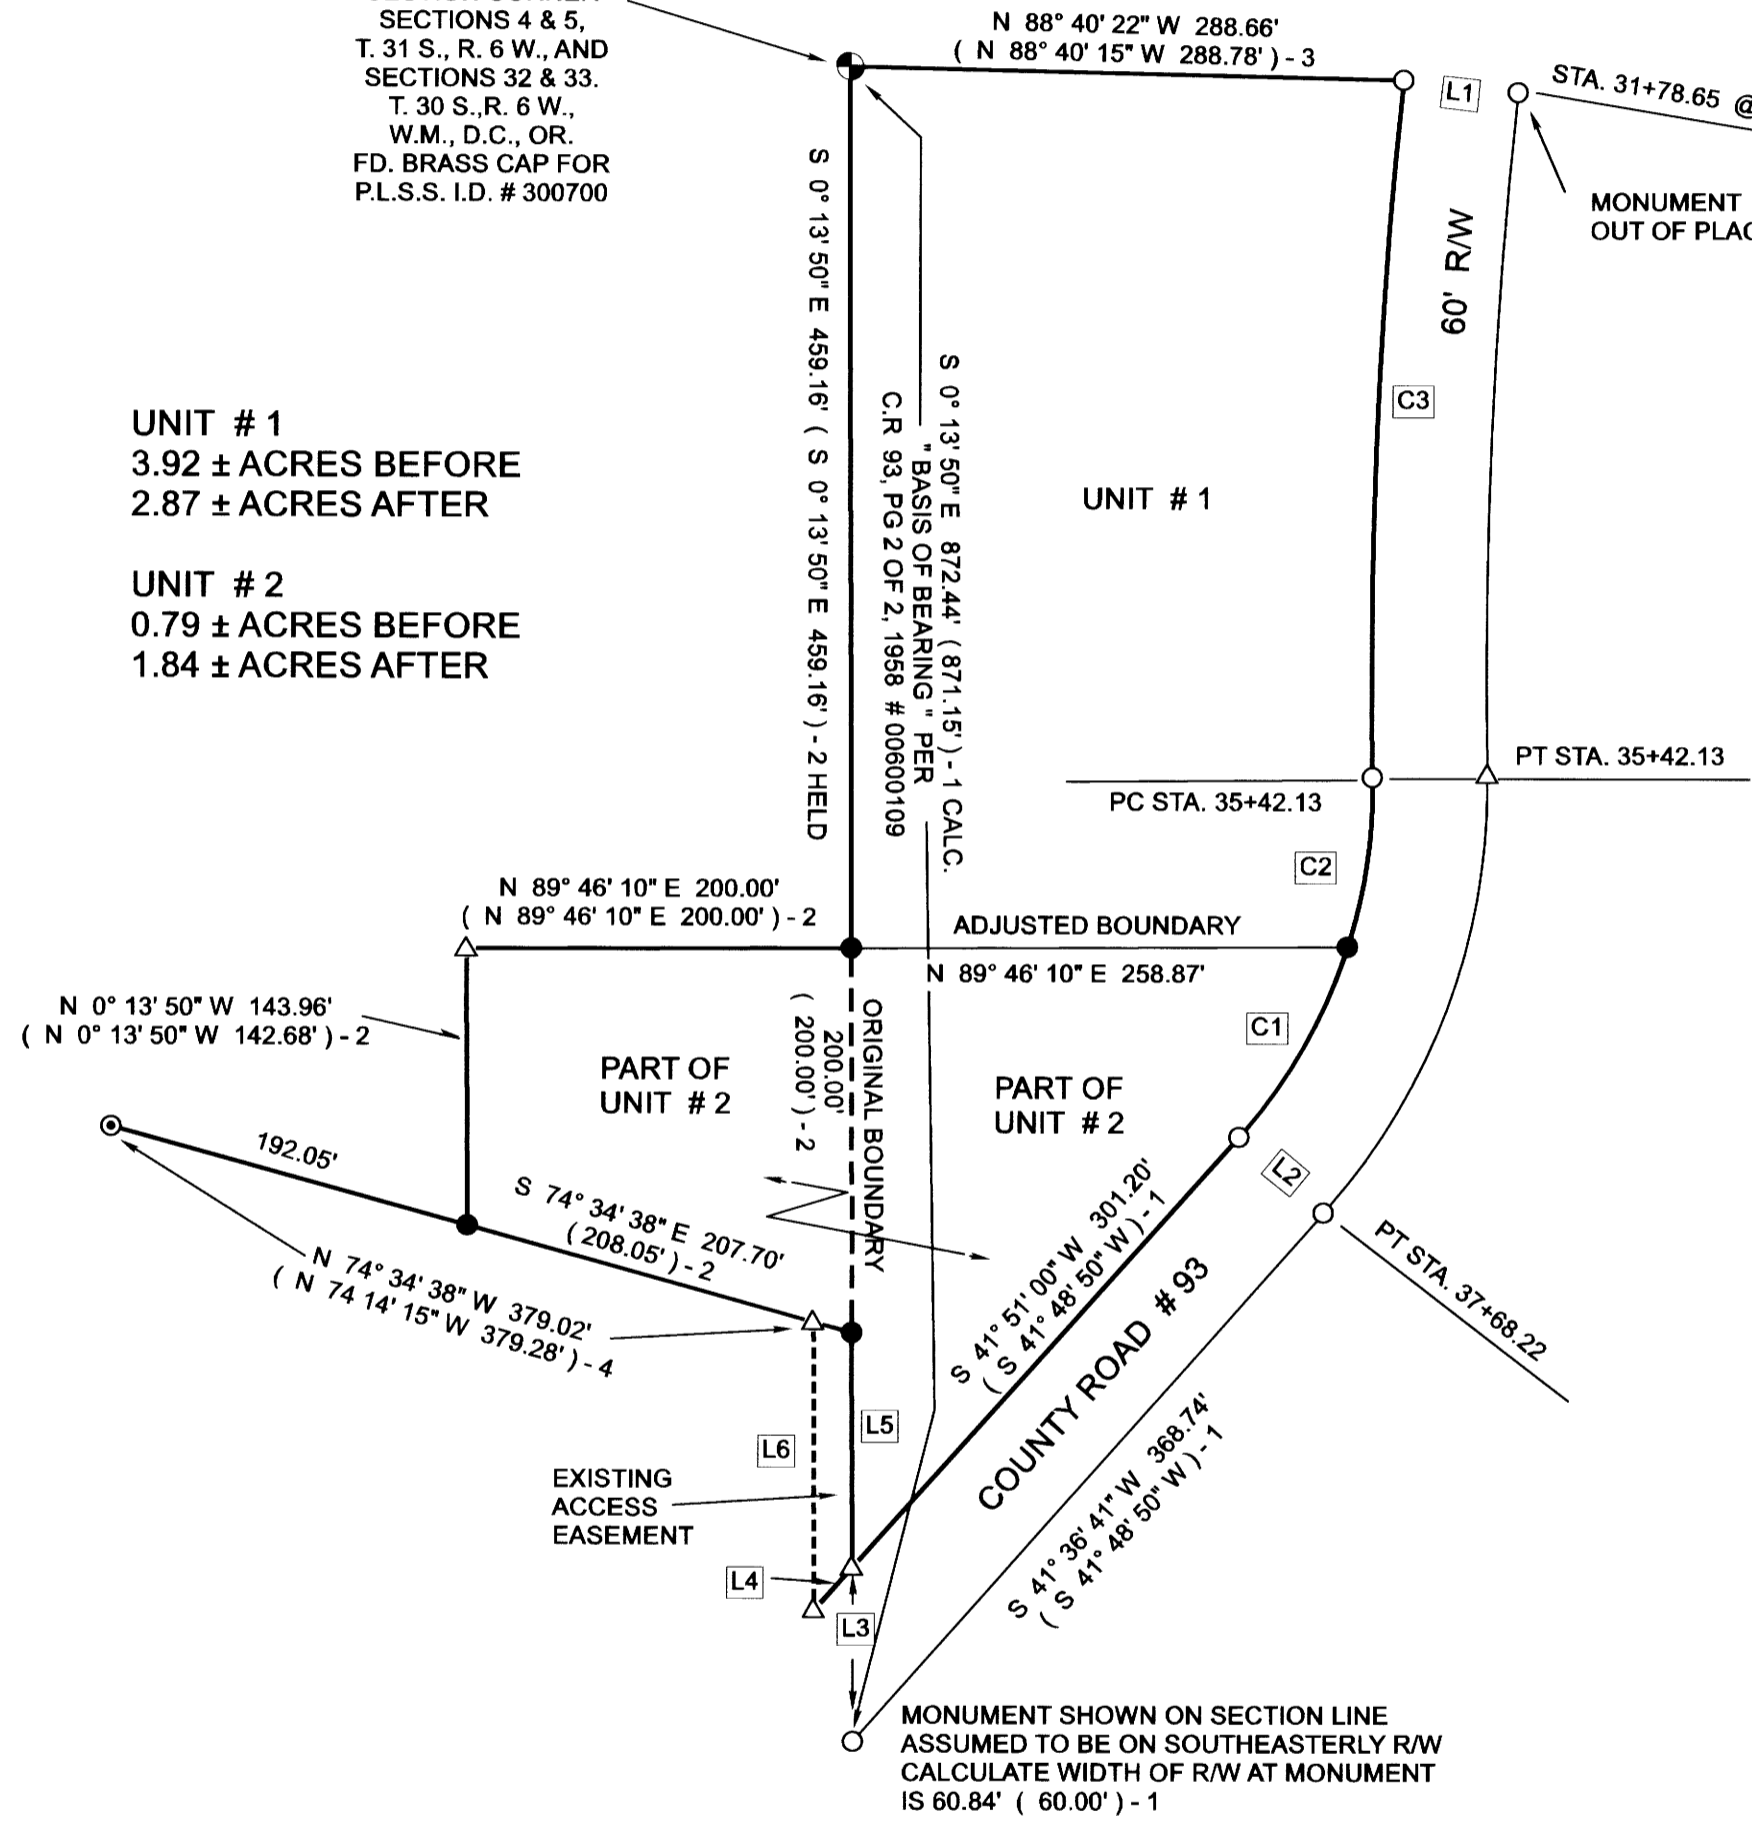 SECTIONS 4 & 5,
T. 31 S., R. 6 W., AND
SECTIONS 32 & 33.
T. 30 S.,R. 6 W.,
W.M., D.C., OR.
FD. BRASS CAP FOR
P.L.S.S. I.D. # 300700
N 88° 40' 22" W 288.66'
( N 88° 40' 15" W 288.78' ) - 3
L1
STA. 31+78.65 @
MONUMENT
OUT OF PLAC
60' R/W
S 0° 13' 50" E 459.16' ( S 0° 13' 50" E 459.16' ) - 2 HELD
S 0° 13' 50" E 872.44' ( 871.15' ) - 1 CALC.
" BASIS OF BEARING " PER
C.R 93, PG 2 OF 2, 1958 # 00600109
C3
UNIT # 1
3.92 ± ACRES BEFORE
2.87 ± ACRES AFTER
UNIT # 2
0.79 ± ACRES BEFORE
1.84 ± ACRES AFTER
UNIT # 1
PT STA. 35+42.13
PC STA. 35+42.13
C2
N 89° 46' 10" E 200.00'
( N 89° 46' 10" E 200.00' ) - 2
ADJUSTED BOUNDARY
N 89° 46' 10" E 258.87'
N 0° 13' 50" W 143.96'
( N 0° 13' 50" W 142.68' ) - 2
C1
PART OF
UNIT # 2
ORIGINAL BOUNDARY
200.00'
( 200.00' ) - 2
PART OF
UNIT # 2
192.05'
L2
S 74° 34' 38" E 207.70'
( 208.05' ) - 2
N 74° 34' 38" W 379.02'
( N 74 14' 15" W 379.28' ) - 4
S 41° 51' 00" W 301.20'
( S 41° 48' 50" W ) - 1
COUNTY ROAD # 93
PT STA. 37+68.22
S 41° 36' 41" W 368.74'
( S 41° 48' 50" W ) - 1
L5
L6
EXISTING
ACCESS
EASEMENT
L4
L3
MONUMENT SHOWN ON SECTION LINE
ASSUMED TO BE ON SOUTHEASTERLY R/W
CALCULATE WIDTH OF R/W AT MONUMENT
IS 60.84' ( 60.00' ) - 1